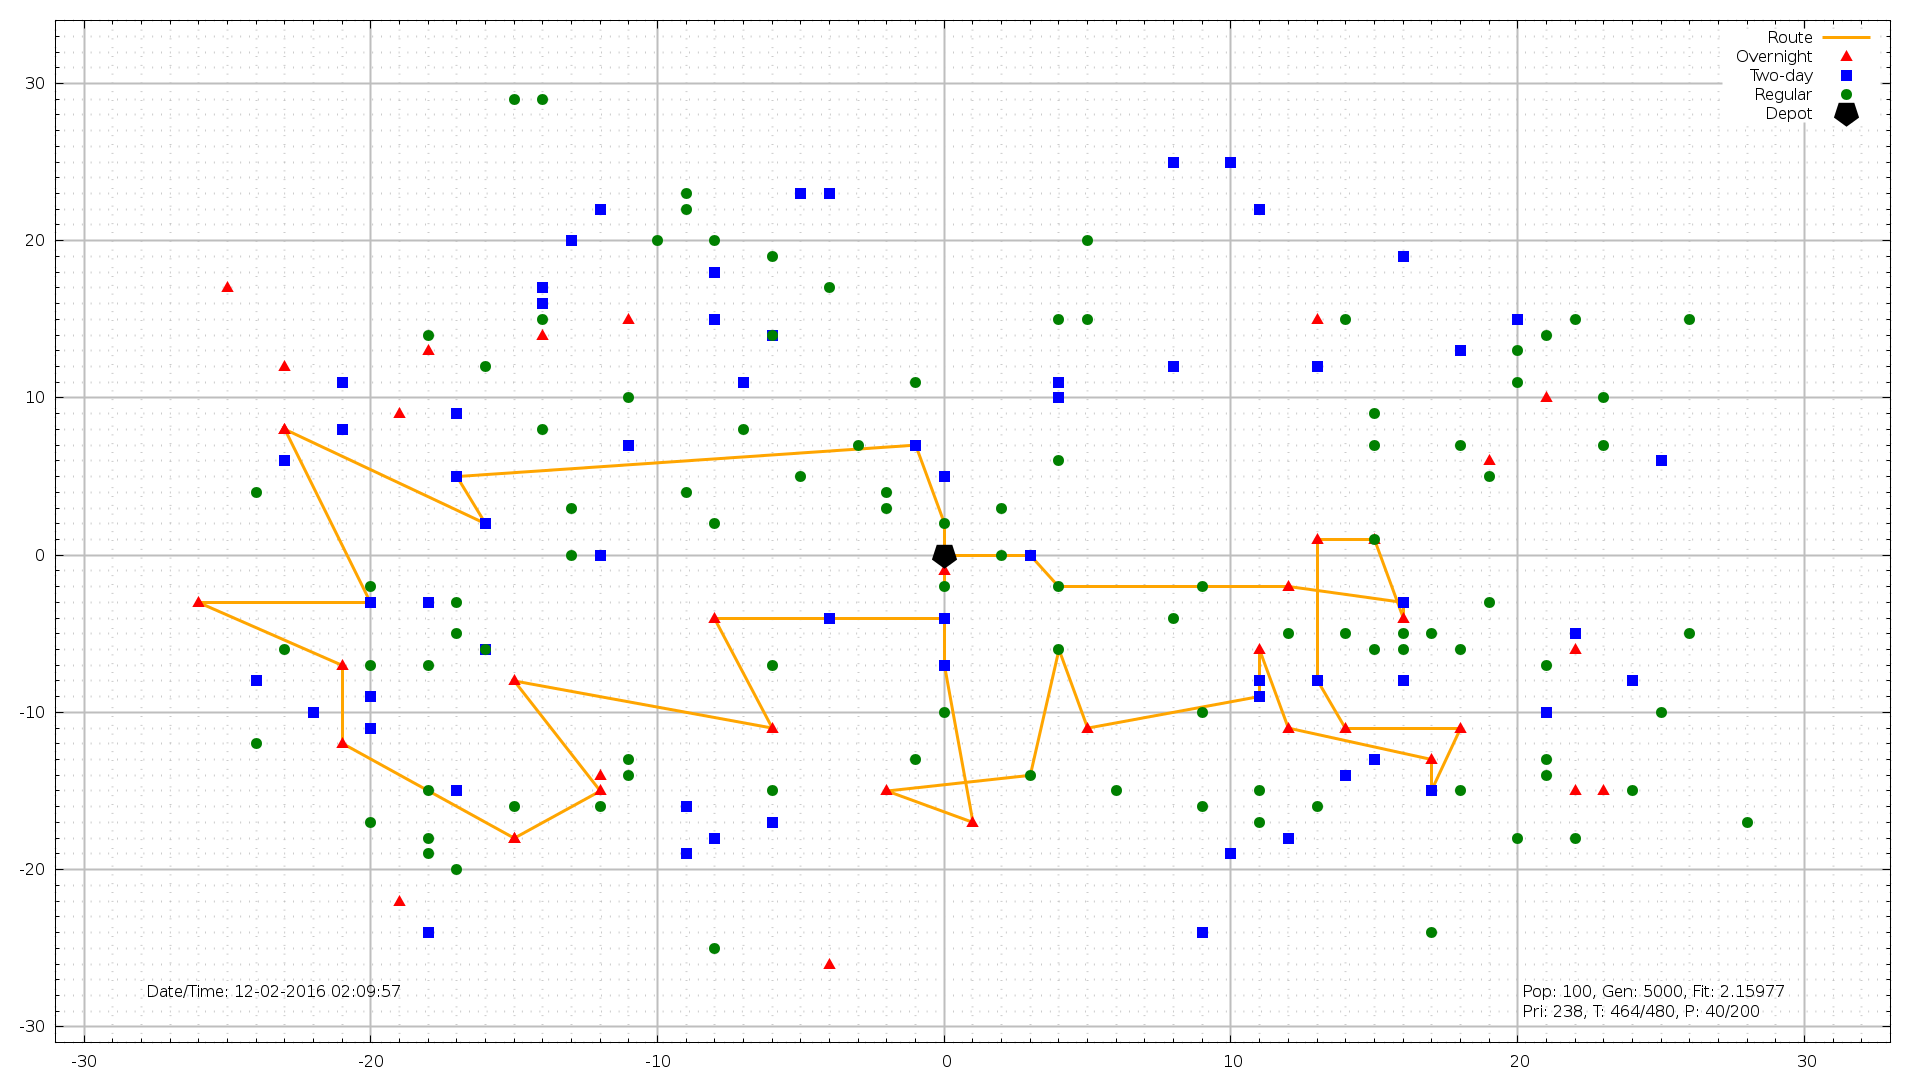 Route
Overnight
Two-day
Regular
Depot
30
20
10
0
-10
-20
-30
Date/Time: 12-02-2016 02:09:57
Pop: 100, Gen: 5000, Fit: 2.15977
Pri: 238, T: 464/480, P: 40/200
-30 -20 -10 0 10 20 30